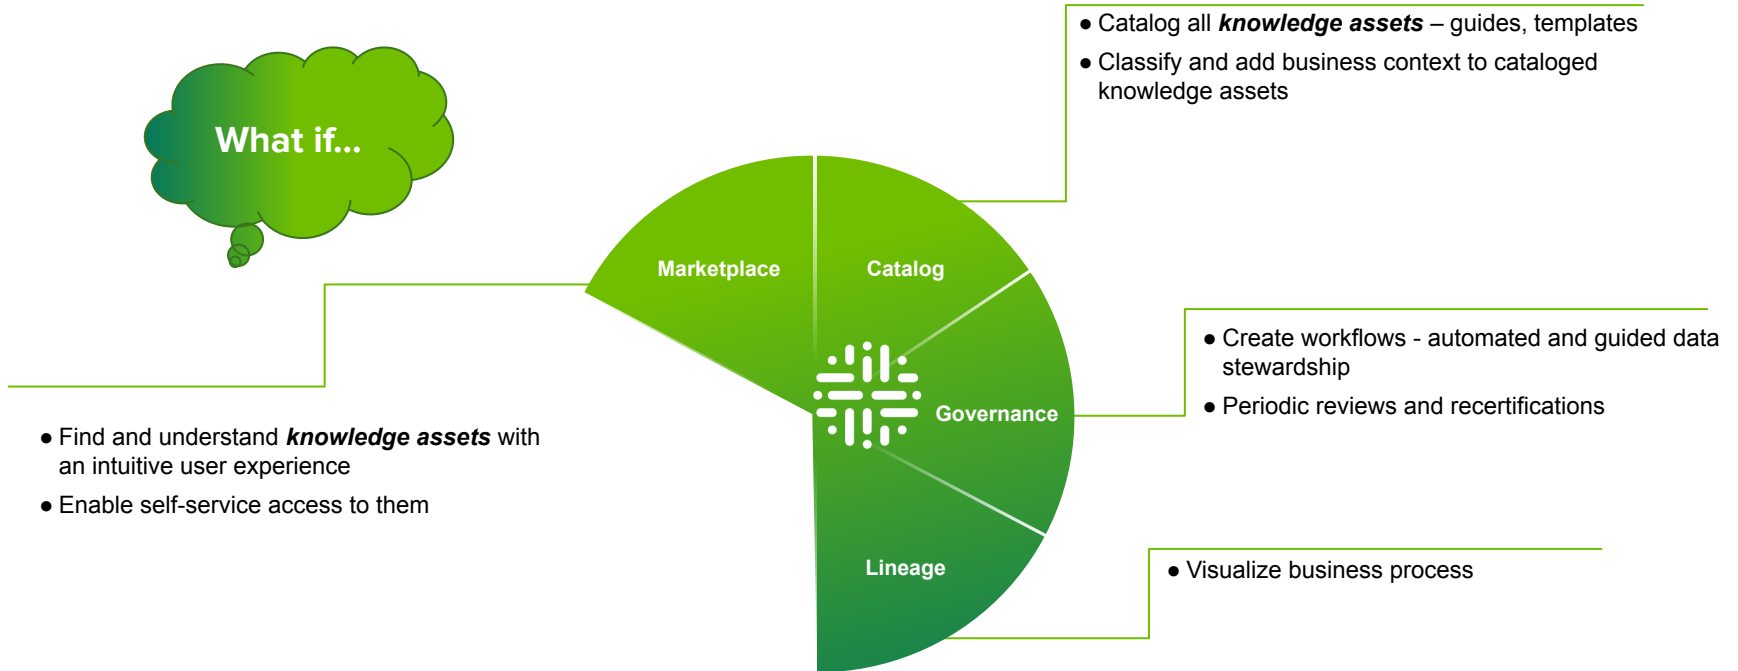 What if...
● Catalog all knowledge assets – guides, templates
● Classify and add business context to cataloged
knowledge assets
Marketplace
Catalog
● Create workflows - automated and guided data
stewardship
● Periodic reviews and recertifications
Governance
● Find and understand knowledge assets with
an intuitive user experience
● Enable self-service access to them
Lineage
● Visualize business process